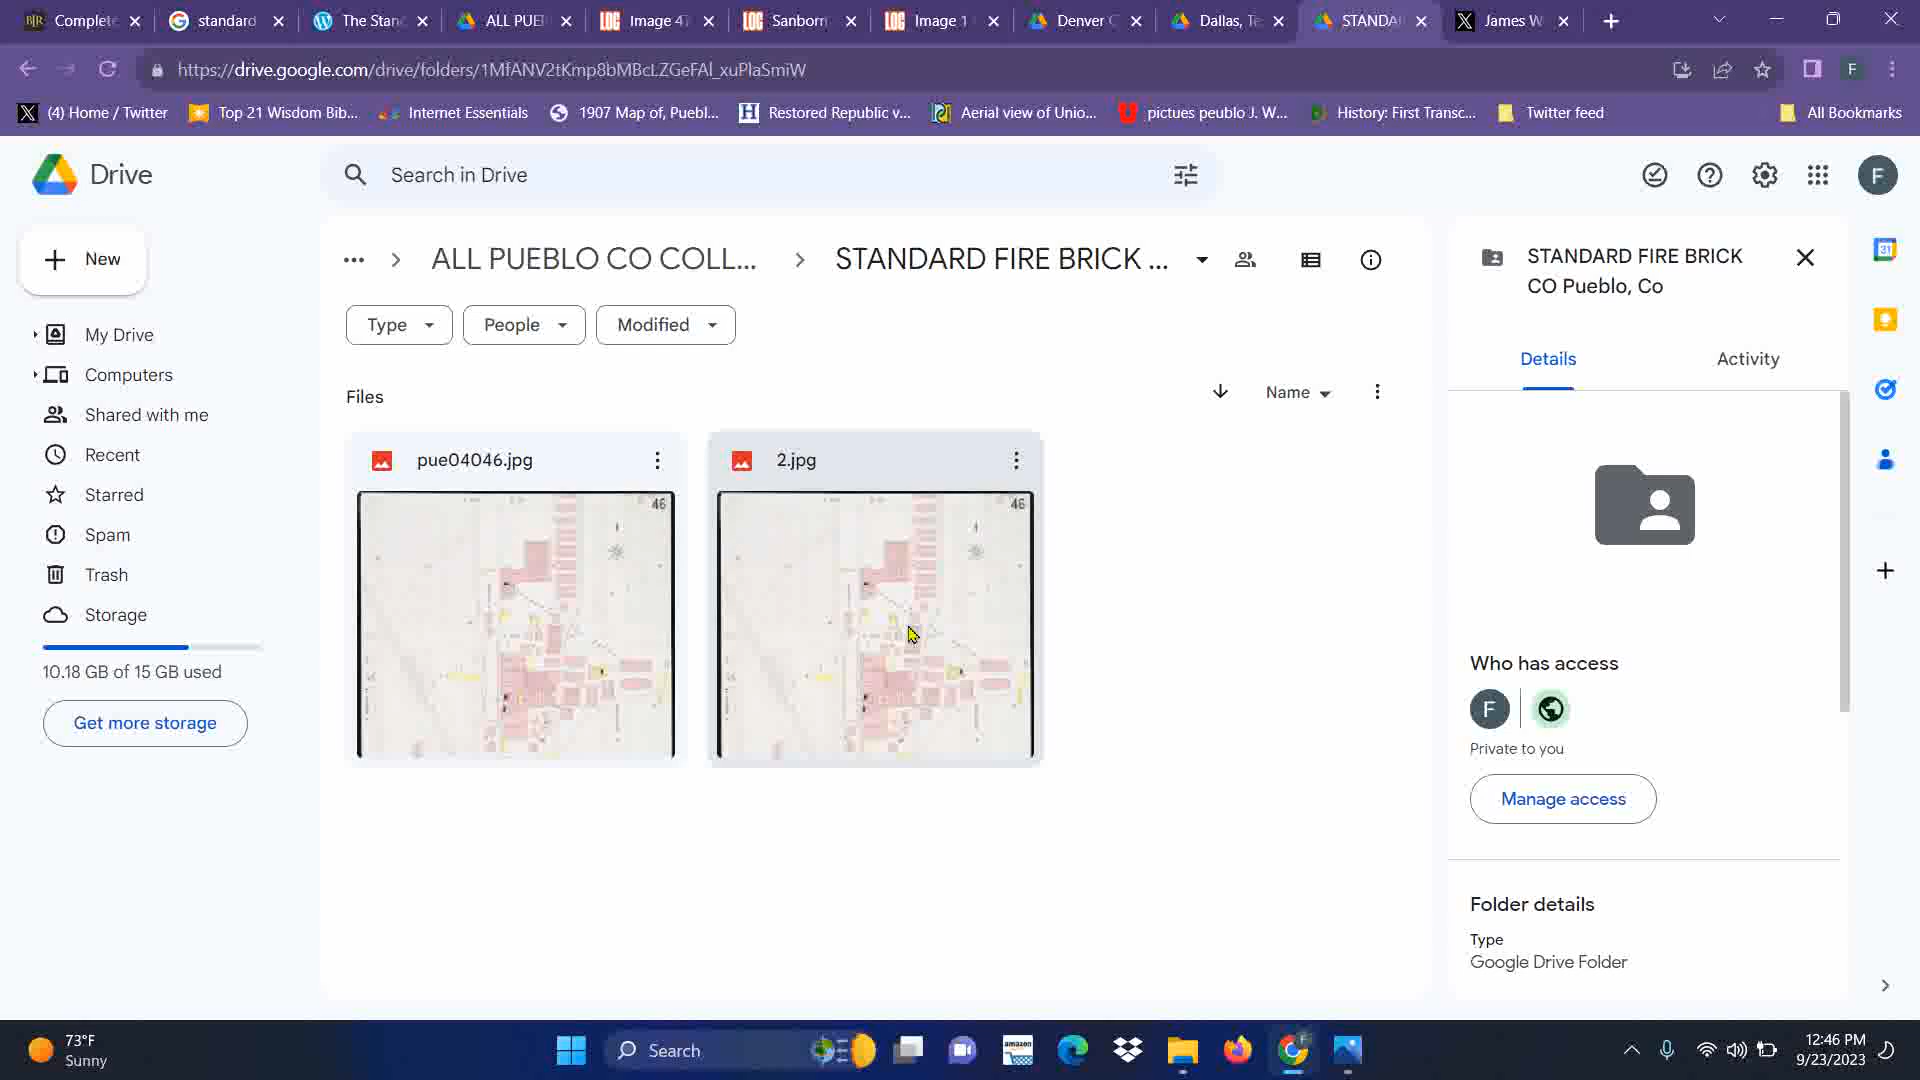 Complete
standard
The Stan
ALL PUEI
Image 4
Sanborn
Image 1
Denver C
Dallas, Te
STANDA
James W
https://drive.google.com/drive/folders/1MfANV2tKmp8bMBcLZGeFAl_xuPlaSmiW
F
(4) Home / Twitter
Top 21 Wisdom Bib...
Internet Essentials
1907 Map of, Puebl...
Restored Republic v...
Aerial view of Unio...
pictues peublo J. W...
History: First Transc...
Twitter feed
All Bookmarks
Drive
Search in Drive
F
New
ALL PUEBLO CO COLL...
STANDARD FIRE BRICK ...
STANDARD FIRE BRICK
CO Pueblo, Co
Type
People
Modified
My Drive
Computers
Shared with me
Recent
Starred
Spam
Trash
Storage
10.18 GB of 15 GB used
Get more storage
Details
Activity
Files
Name
pue04046.jpg
2.jpg
46
46
Who has access
F
Private to you
Manage access
Folder details
Type
Google Drive Folder
73°F
Sunny
Search
amazon
12:46 PM
9/23/2023